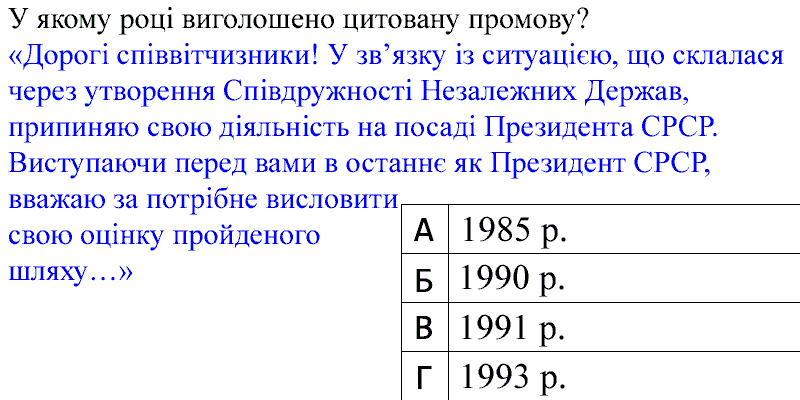 У якому році виголошено цитовану промову?
«Дорогі співвітчизники! У зв’язку із ситуацією, що склалася
через утворення Співдружності Незалежних Держав,
припиняю свою діяльність на посаді Президента СРСР.
Виступаючи перед вами в останнє як Президент СРСР,
вважаю за потрібне висловити
свою оцінку пройденого
шляху…»
А 1985 р.
Б 1990 р.
В 1991 р.
Г 1993 р.